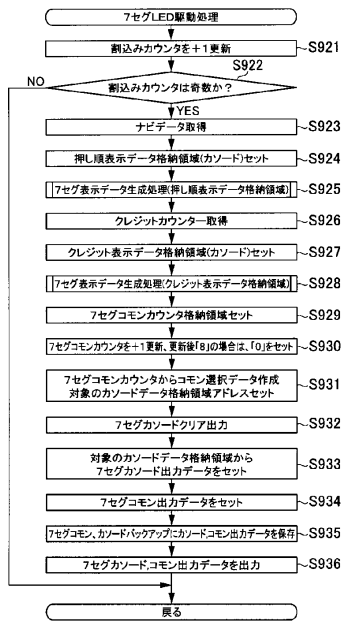 7セグLED駆動処理
割込みカウンタを+1更新
S921
S922
割込みカウンタは奇数か?
NO
YES
ナビデータ取得
S923
押し順表示データ格納領域(カソード)セット
S924
7セグ表示データ生成処理(押し順表示データ格納領域)
S925
クレジットカウンター取得
S926
クレジット表示データ格納領域(カソード)セット
S927
7セグ表示データ生成処理(クレジット表示データ格納領域)
S928
7セグコモンカウンタ格納領域セット
S929
7セグコモンカウンタを+1更新、更新後「8」の場合は、「0」をセット
S930
7セグコモンカウンタからコモン選択データ作成
対象のカソードデータ格納領域アドレスセット
S931
7セグカソードクリア出力
S932
対象のカソードデータ格納領域から
7セグカソード出力データをセット
S933
7セグコモン出力データをセット
S934
7セグコモン、カソードバックアップにカソード,コモン出力データを保存
S935
7セグカソード,コモン出力データを出力
S936
戻る